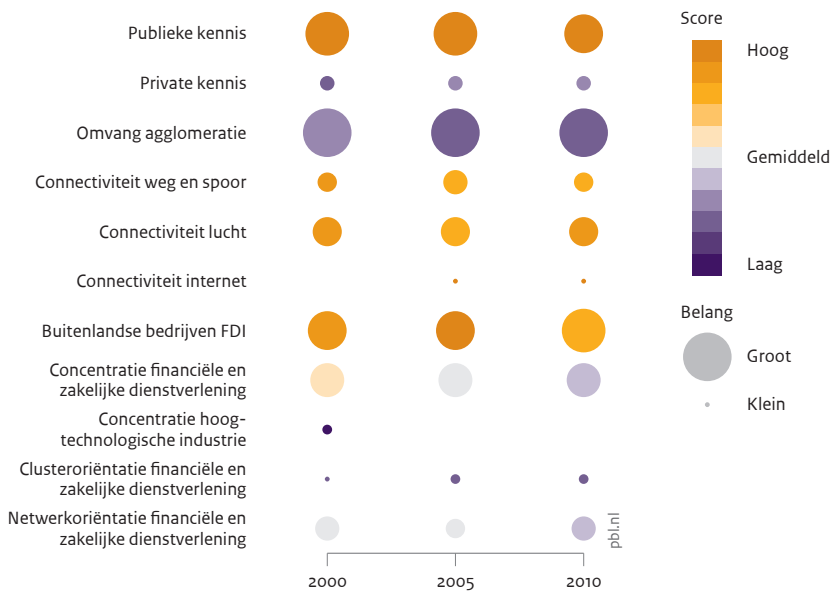 Publieke kennis
Private kennis
Omvang agglomeratie
Connectiviteit weg en spoor
Connectiviteit lucht
Connectiviteit internet
Buitenlandse bedrijven FDI
Concentratie financiële en
zakelijke dienstverlening
Concentratie hoog-
technologische industrie
Clusteroriëntatie financiële en
zakelijke dienstverlening
Netwerkoriëntatie financiële en
zakelijke dienstverlening
2000
2005
2010
pbl.nl
Score
Hoog
Gemiddeld
Laag
Belang
Groot
Klein